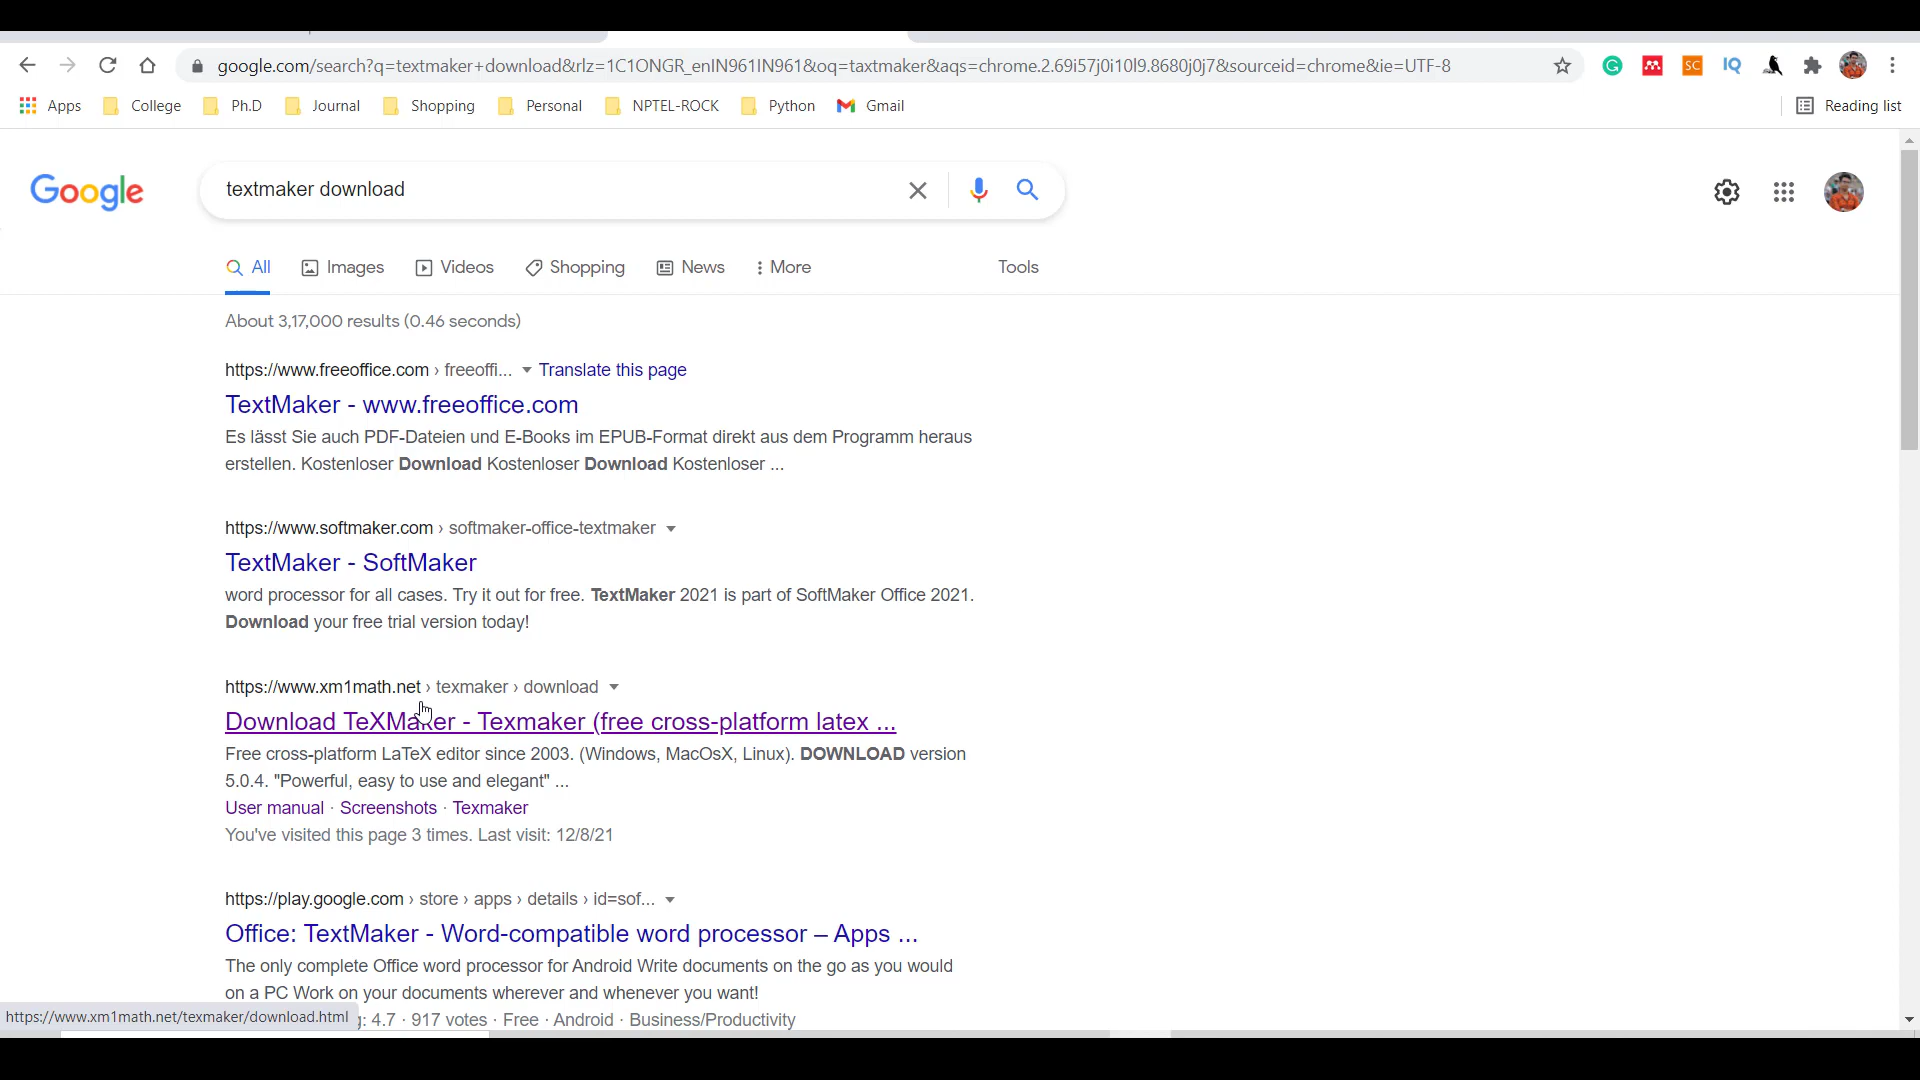 google.com/search?q=textmaker+download&rlz=1C1ONGR_enIN961IN961&oq=taxtmaker&aqs=chrome.2.69i57j0i10l9.8680j0j7&sourceid=chrome&ie=UTF-8
SC
IQ
Apps College Ph.D Journal Shopping Personal NPTEL-ROCK Python Gmail Reading list
Google
textmaker download
All Images Videos Shopping News More Tools
About 3,17,000 results (0.46 seconds)
https://www.freeoffice.com › freeoffi... Translate this page
TextMaker - www.freeoffice.com
Es lässt Sie auch PDF-Dateien und E-Books im EPUB-Format direkt aus dem Programm heraus
erstellen. Kostenloser Download Kostenloser Download Kostenloser ...
https://www.softmaker.com › softmaker-office-textmaker
TextMaker - SoftMaker
word processor for all cases. Try it out for free. TextMaker 2021 is part of SoftMaker Office 2021.
Download your free trial version today!
https://www.xm1math.net › texmaker › download
Download TeXMaker - Texmaker (free cross-platform latex ...
Free cross-platform LaTeX editor since 2003. (Windows, MacOsX, Linux). DOWNLOAD version
5.0.4. "Powerful, easy to use and elegant" ...
User manual · Screenshots · Texmaker
You've visited this page 3 times. Last visit: 12/8/21
https://play.google.com › store › apps › details › id=sof...
Office: TextMaker - Word-compatible word processor – Apps ...
The only complete Office word processor for Android Write documents on the go as you would
on a PC Work on your documents wherever and whenever you want!
https://www.xm1math.net/texmaker/download.html : 4.7 · 917 votes · Free · Android · Business/Productivity